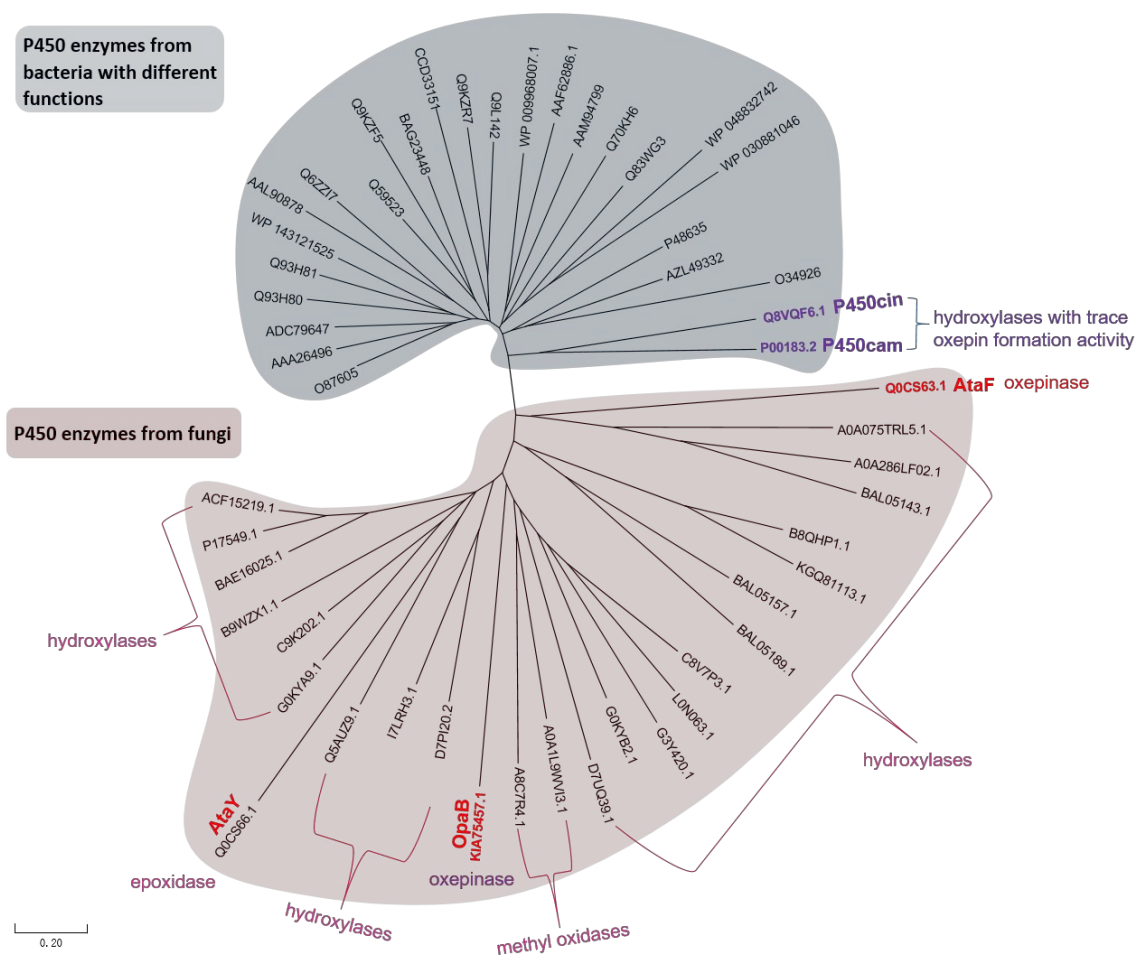 P450 enzymes from
bacteria with different
functions
CCD33151
Q9KZR7
Q9L142
WP 009968007.1
AAF62886.1
AAM94799
Q70KH6
Q83WG3
WP 048832742
WP 030881046
Q9KZF5
BAG23448
Q59523
Q6ZZI7
AAL90878
WP 143121525
Q93H81
Q93H80
ADC79647
AAA26496
O87605
P48635
AZL49332
O34926
Q8VQF6.1 P450cin
P00183.2 P450cam
hydroxylases with trace
oxepin formation activity
P450 enzymes from fungi
Q0CS63.1 AtaF oxepinase
A0A075TRL5.1
A0A286LF02.1
BAL05143.1
B8QHP1.1
KGQ81113.1
BAL05157.1
BAL05189.1
C8V7P3.1
L0N063.1
G3Y420.1
G0KYB2.1
D7UQ39.1
hydroxylases
A0A1L9WVI3.1
A8C7R4.1
methyl oxidases
OpaB
KIA75457.1
oxepinase
D7PI20.2
I7LRH3.1
Q5AUZ9.1
hydroxylases
AtaY
Q0CS66.1
epoxidase
G0KYA9.1
C9K202.1
B9WZX1.1
BAE16025.1
P17549.1
ACF15219.1
hydroxylases
0.20